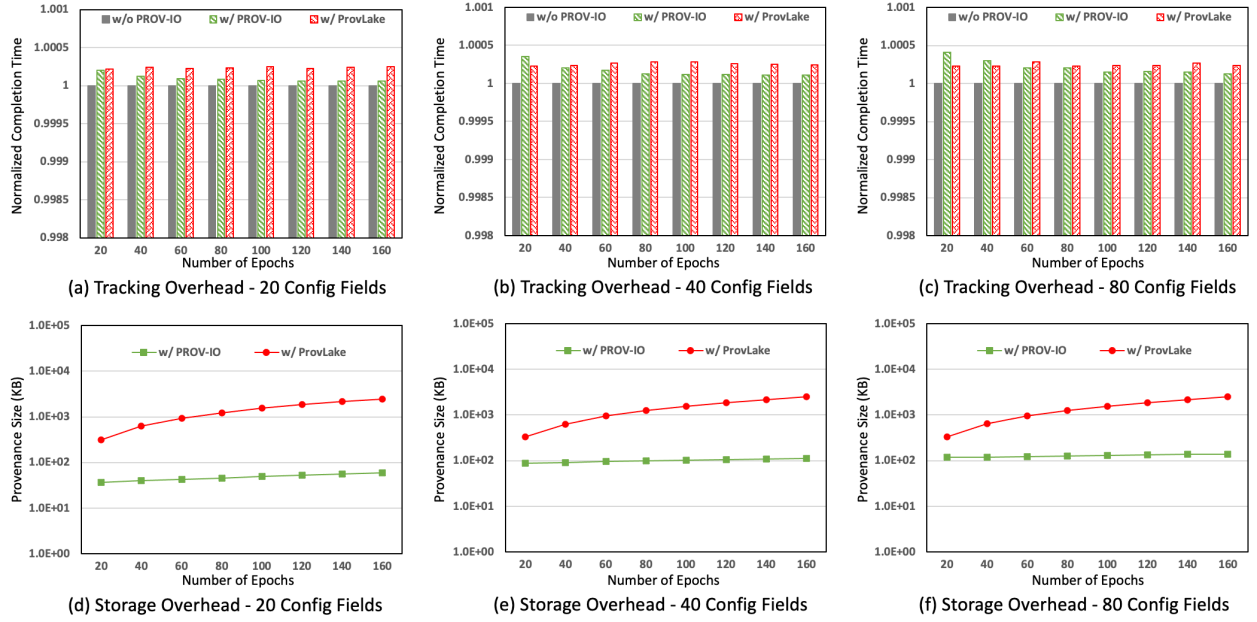 w/o PROV-IO w/ PROV-IO w/ ProvLake
Normalized Completion Time
1.001
1.0005
1
0.9995
0.999
0.9985
0.998
20 40 60 80 100 120 140 160
Number of Epochs
(a) Tracking Overhead - 20 Config Fields
w/o PROV-IO w/ PROV-IO w/ ProvLake
Normalized Completion Time
1.001
1.0005
1
0.9995
0.999
0.9985
0.998
20 40 60 80 100 120 140 160
Number of Epochs
(b) Tracking Overhead - 40 Config Fields
w/o PROV-IO w/ PROV-IO w/ ProvLake
Normalized Completion Time
1.001
1.0005
1
0.9995
0.999
0.9985
0.998
20 40 60 80 100 120 140 160
Number of Epochs
(c) Tracking Overhead - 80 Config Fields
w/ PROV-IO w/ ProvLake
Provenance Size (KB)
1.0E+05
1.0E+04
1.0E+03
1.0E+02
1.0E+01
1.0E+00
20 40 60 80 100 120 140 160
Number of Epochs
(d) Storage Overhead - 20 Config Fields
w/ PROV-IO w/ ProvLake
Provenance Size (KB)
1.0E+05
1.0E+04
1.0E+03
1.0E+02
1.0E+01
1.0E+00
20 40 60 80 100 120 140 160
Number of Epochs
(e) Storage Overhead - 40 Config Fields
w/ PROV-IO w/ ProvLake
Provenance Size (KB)
1.0E+05
1.0E+04
1.0E+03
1.0E+02
1.0E+01
1.0E+00
20 40 60 80 100 120 140 160
Number of Epochs
(f) Storage Overhead - 80 Config Fields